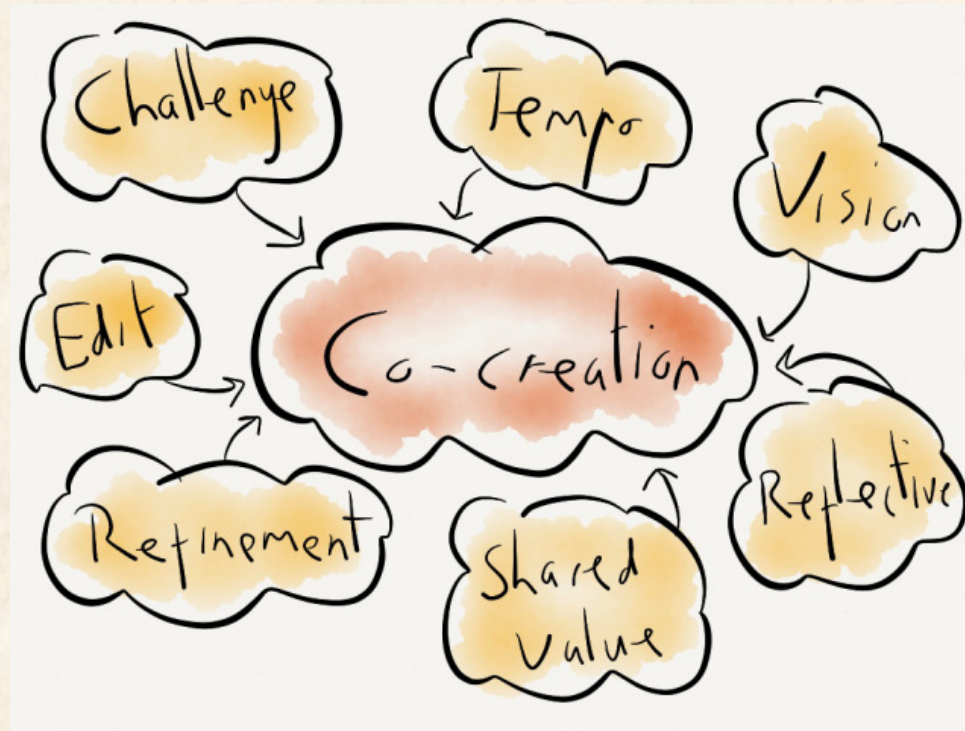 Challenge
Tempo
Vision
Edit
Co-creation
Refinement
Reflective
Shared
value